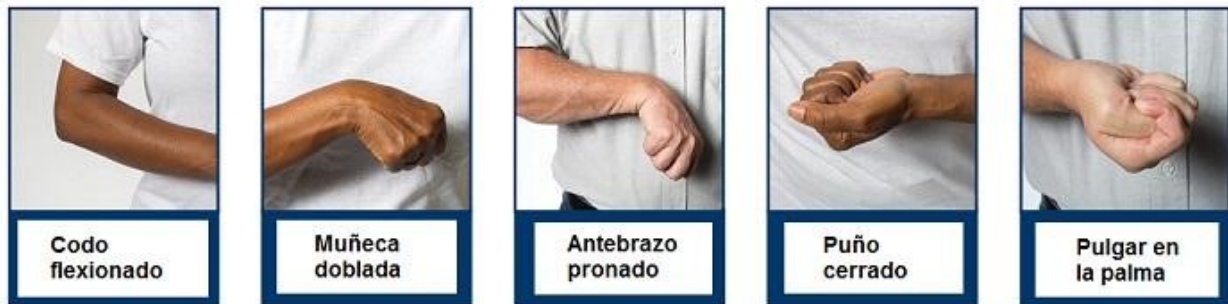 Codo
flexionado
Muñeca
doblada
Antebrazo
pronado
Puño
cerrado
Pulgar en
la palma